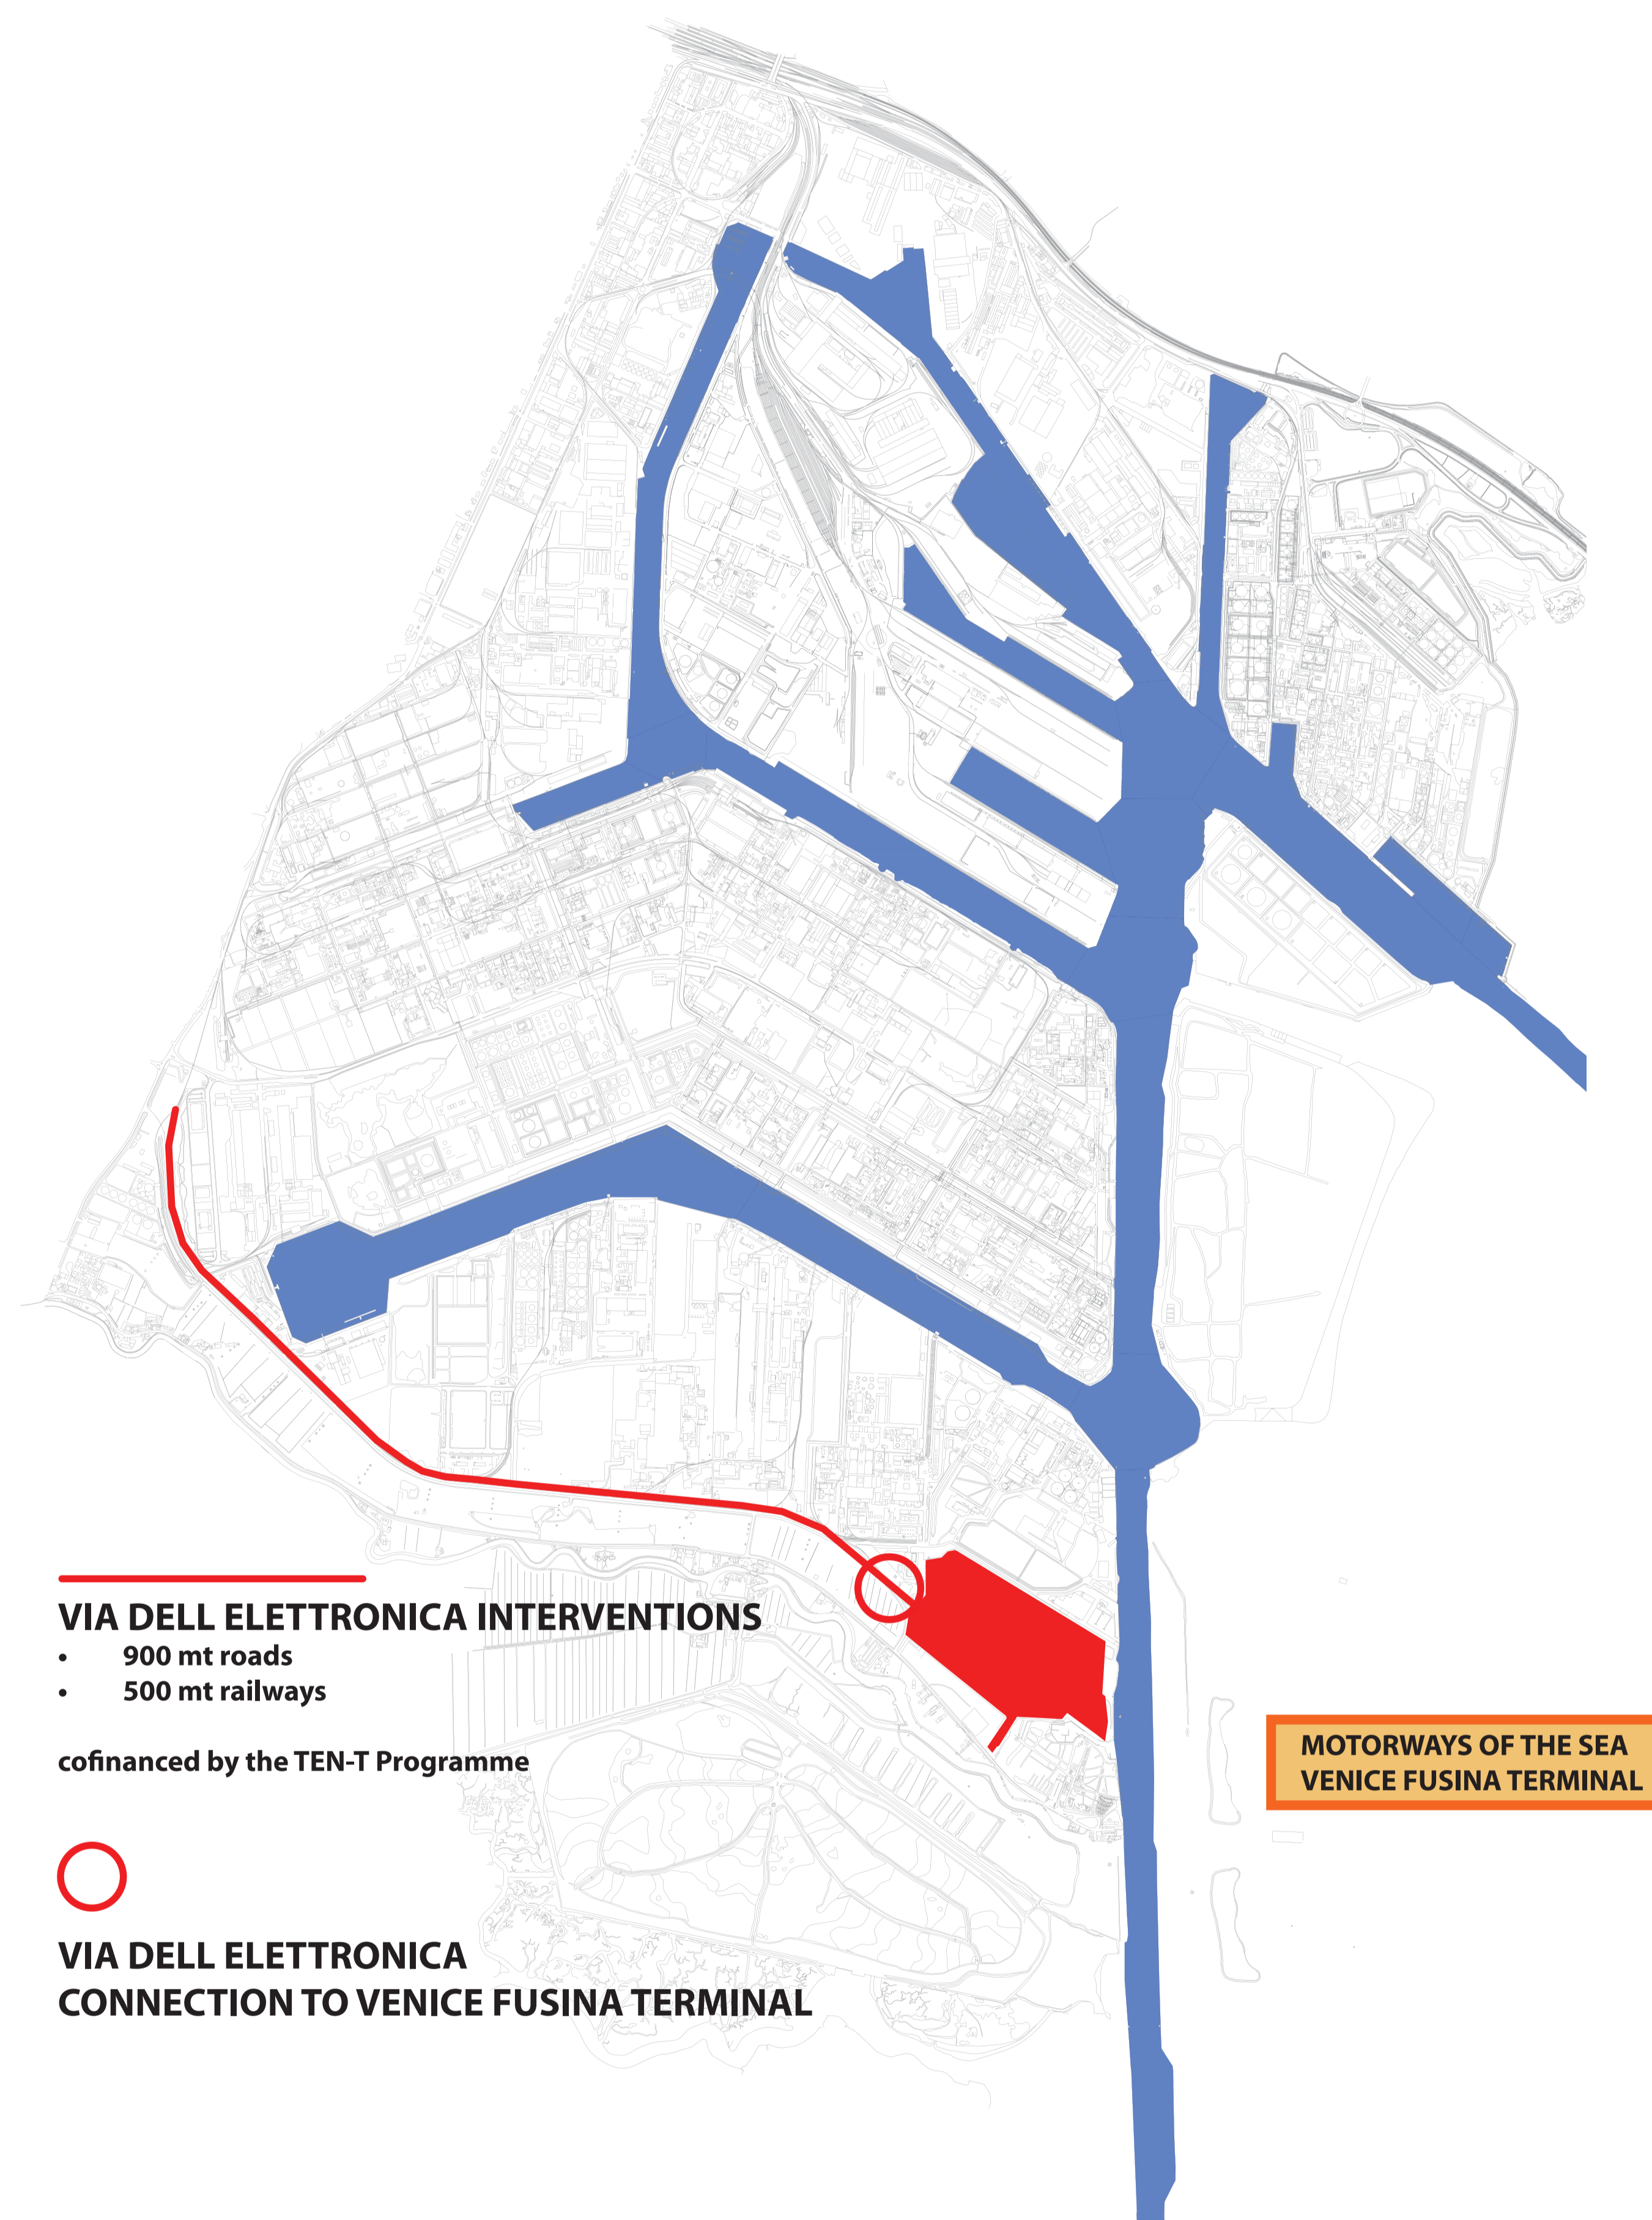 VIA DELL ELETTRONICA INTERVENTIONS
• 900 mt roads
• 500 mt railways
cofinanced by the TEN-T Programme
MOTORWAYS OF THE SEA
VENICE FUSINA TERMINAL
VIA DELL ELETTRONICA
CONNECTION TO VENICE FUSINA TERMINAL